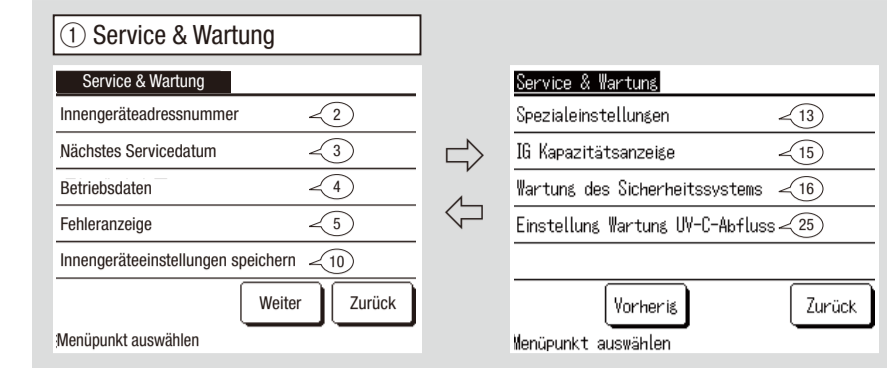 ① Service & Wartung
Service & Wartung
Innengeräteadressnummer 2
Nächstes Servicedatum 3
Betriebsdaten 4
Fehleranzeige 5
Innengeräteeinstellungen speichern 10
Weiter Zurück
Menüpunkt auswählen
Service & Wartung
Spezialeinstellungen 13
IG Kapazitätsanzeige 15
Wartung des Sicherheitssystems 16
Einstellung Wartung UV-C-Abfluss 25
Vorherig Zurück
Menüpunkt auswählen